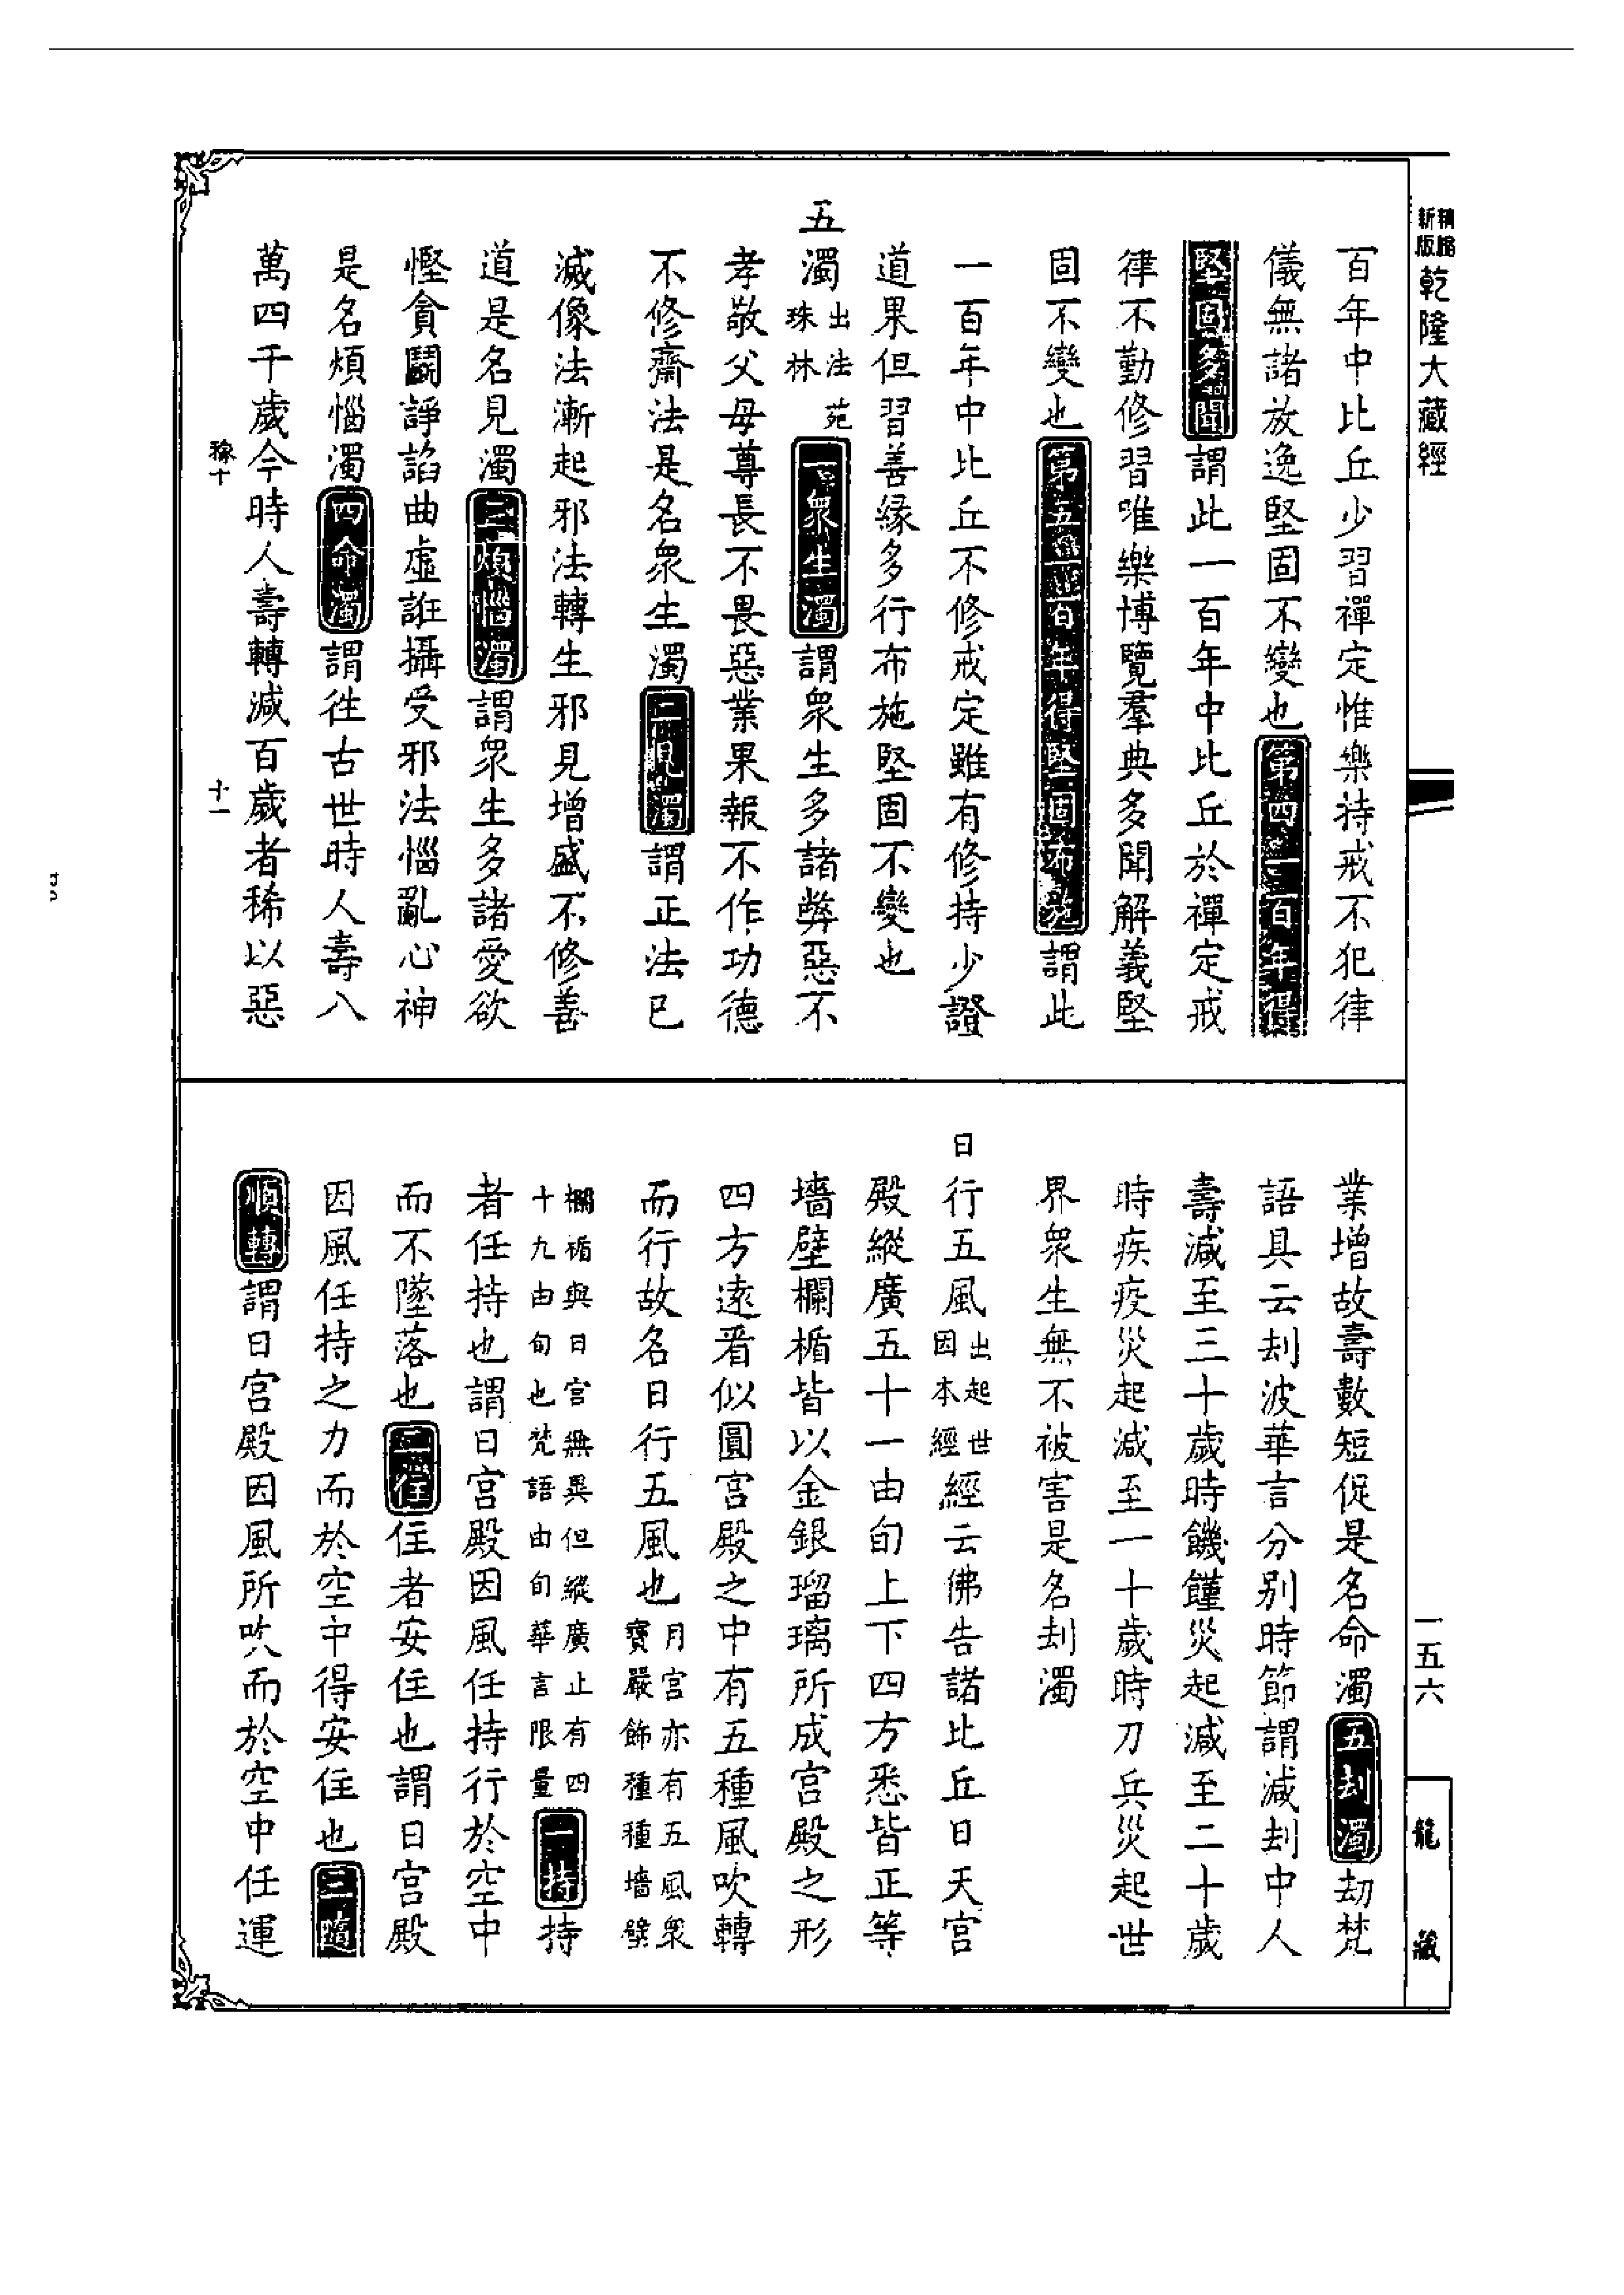 新版 精縮 乾隆大藏經
百年中比丘少習禪定惟樂持戒不犯律
儀無諸放逸堅固不變也第四一百年得
堅固多聞謂此一百年中比丘於禪定戒
律不勤修習唯樂博覽羣典多聞解義堅
固不變也第五一百年得堅固布施謂此
一百年中比丘不修戒定雖有修持少證
道果但習善緣多行布施堅固不變也
五濁出法苑珠林一眾生濁謂眾生多諸弊惡不
孝敬父母尊長不畏惡業果報不作功德
不修齋法是名眾生濁二見濁謂正法已
滅像法漸起邪法轉生邪見增盛不修善
道是名見濁三煩惱濁謂眾生多諸愛欲
慳貪鬪諍諂曲虛誑攝受邪法惱亂心神
是名煩惱濁四命濁謂往古世時人壽八
萬四千歲今時人壽轉減百歲者稀以惡
稼十 十一
業增故壽數短促是名命濁五刦濁刧梵
語具云刦波華言分別時節謂減刦中人
壽減至三十歲時饑饉災起減至二十歲
時疾疫災起減至一十歲時刀兵災起世
界眾生無不被害是名刦濁
日行五風出起世因本經經云佛告諸比丘日天宮
殿縱廣五十一由旬上下四方悉皆正等
墻壁欄楯皆以金銀瑠璃所成宮殿之形
四方遠看似圓宮殿之中有五種風吹轉
而行故名日行五風也月宮亦有五風眾寶嚴飾種種墻壁
欄楯與日宮無異但縱廣止有四十九由旬也梵語由旬華言限量一持持
者任持也謂日宮殿因風任持行於空中
而不墜落也二住住者安住也謂日宮殿
因風任持之力而於空中得安住也三隨
順轉謂日宮殿因風所吹而於空中任運
一五六
龍藏